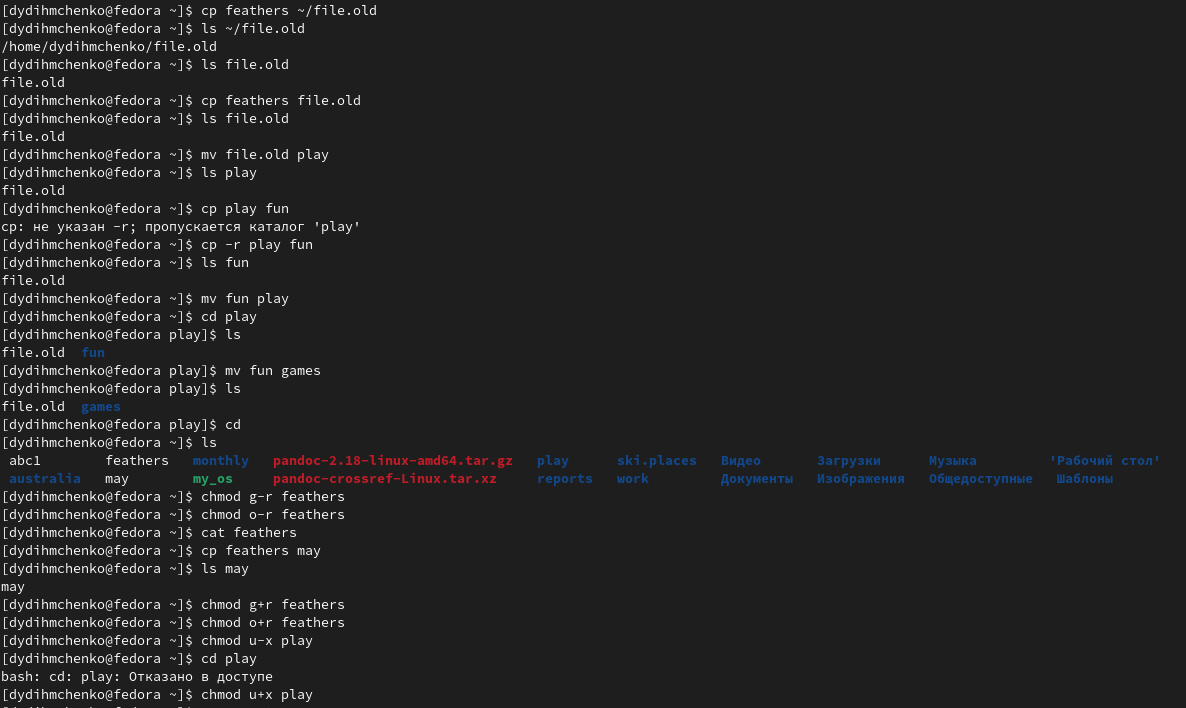 [dydihmchenko@fedora ~]$ cp feathers ~/file.old
[dydihmchenko@fedora ~]$ ls ~/file.old
/home/dydihmchenko/file.old
[dydihmchenko@fedora ~]$ ls file.old
file.old
[dydihmchenko@fedora ~]$ cp feathers file.old
[dydihmchenko@fedora ~]$ ls file.old
file.old
[dydihmchenko@fedora ~]$ mv file.old play
[dydihmchenko@fedora ~]$ ls play
file.old
[dydihmchenko@fedora ~]$ cp play fun
cp: не указан -r; пропускается каталог 'play'
[dydihmchenko@fedora ~]$ cp -r play fun
[dydihmchenko@fedora ~]$ ls fun
file.old
[dydihmchenko@fedora ~]$ mv fun play
[dydihmchenko@fedora ~]$ cd play
[dydihmchenko@fedora play]$ ls
file.old  fun
[dydihmchenko@fedora play]$ mv fun games
[dydihmchenko@fedora play]$ ls
file.old  games
[dydihmchenko@fedora play]$ cd
[dydihmchenko@fedora ~]$ ls
abc1 feathers monthly pandoc-2.18-linux-amd64.tar.gz play ski.places Видео Загрузки Музыка 'Рабочий стол'
australia may my_os pandoc-crossref-Linux.tar.xz reports work Документы Изображения Общедоступные Шаблоны
[dydihmchenko@fedora ~]$ chmod g-r feathers
[dydihmchenko@fedora ~]$ chmod o-r feathers
[dydihmchenko@fedora ~]$ cat feathers
[dydihmchenko@fedora ~]$ cp feathers may
[dydihmchenko@fedora ~]$ ls may
may
[dydihmchenko@fedora ~]$ chmod g+r feathers
[dydihmchenko@fedora ~]$ chmod o+r feathers
[dydihmchenko@fedora ~]$ chmod u-x play
[dydihmchenko@fedora ~]$ cd play
bash: cd: play: Отказано в доступе
[dydihmchenko@fedora ~]$ chmod u+x play